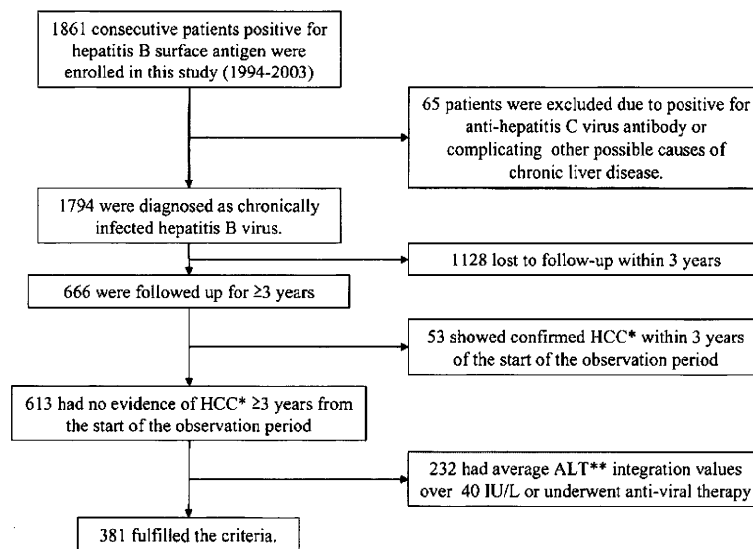 1861 consecutive patients positive for
hepatitis B surface antigen were
enrolled in this study (1994-2003)
65 patients were excluded due to positive for
anti-hepatitis C virus antibody or
complicating other possible causes of
chronic liver disease.
1794 were diagnosed as chronically
infected hepatitis B virus.
1128 lost to follow-up within 3 years
666 were followed up for ≥3 years
53 showed confirmed HCC* within 3 years
of the start of the observation period
613 had no evidence of HCC* ≥3 years from
the start of the observation period
232 had average ALT** integration values
over 40 IU/L or underwent anti-viral therapy
381 fulfilled the criteria.